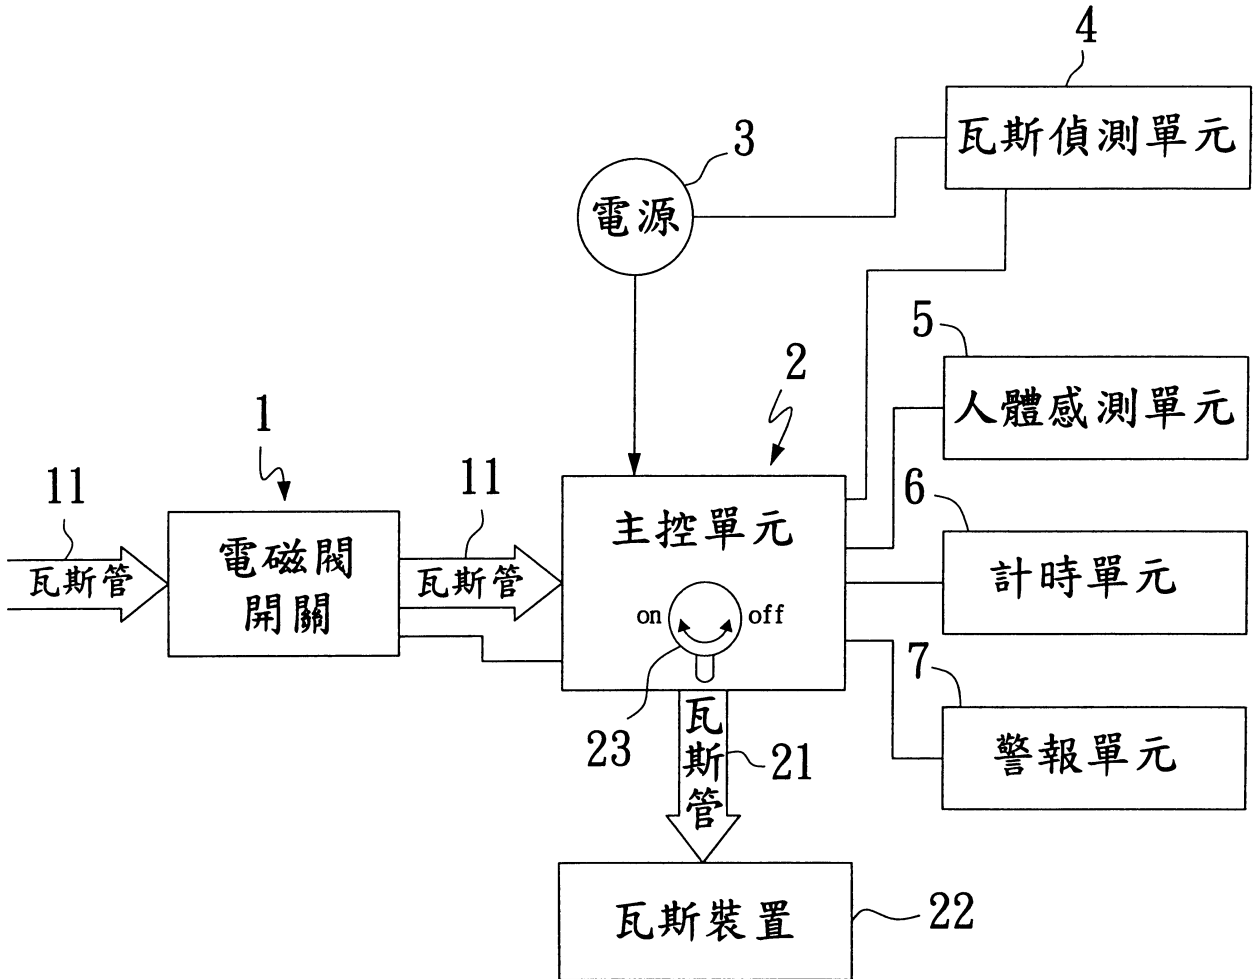 4
瓦斯偵測單元
3
電源
5
人體感測單元
2
1
11
電磁閥
開關
瓦斯管
11
瓦斯管
主控單元
on
off
6
計時單元
7
警報單元
23
瓦斯管
21
瓦斯裝置
22